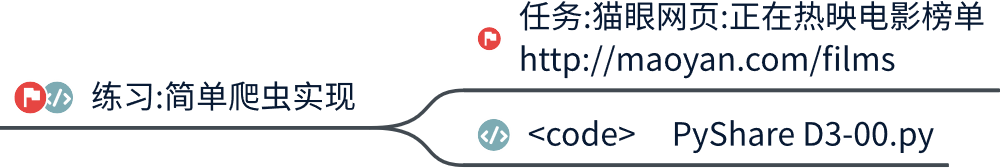 练习:简单爬虫实现
任务:猫眼网页:正在热映电影榜单
http://maoyan.com/films
<code> PyShare D3-00.py